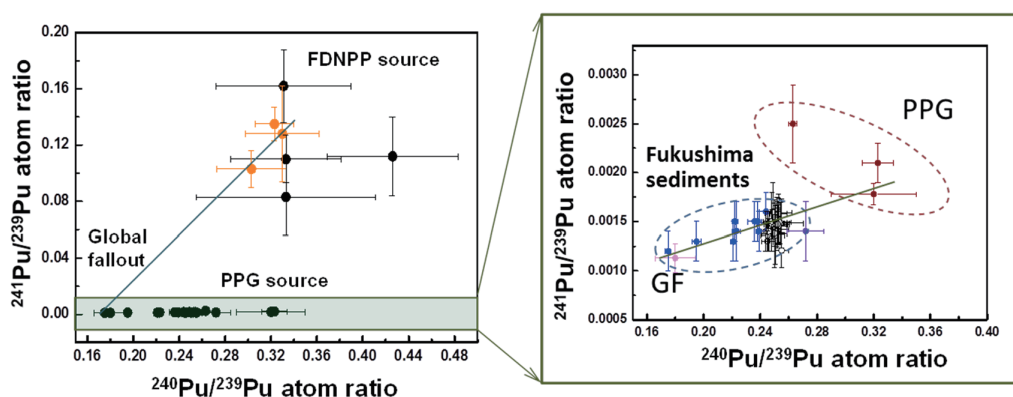 0.20
0.16
0.12
0.08
0.04
0.00
²⁴¹Pu/²³⁹Pu atom ratio
FDNPP source
Global
fallout
PPG source
0.16 0.20 0.24 0.28 0.32 0.36 0.40 0.44 0.48
²⁴⁰Pu/²³⁹Pu atom ratio
0.0030
0.0025
0.0020
0.0015
0.0010
0.0005
²⁴¹Pu/²³⁹Pu atom ratio
PPG
Fukushima
sediments
GF
0.16 0.20 0.24 0.28 0.32 0.36 0.40
²⁴⁰Pu/²³⁹Pu atom ratio